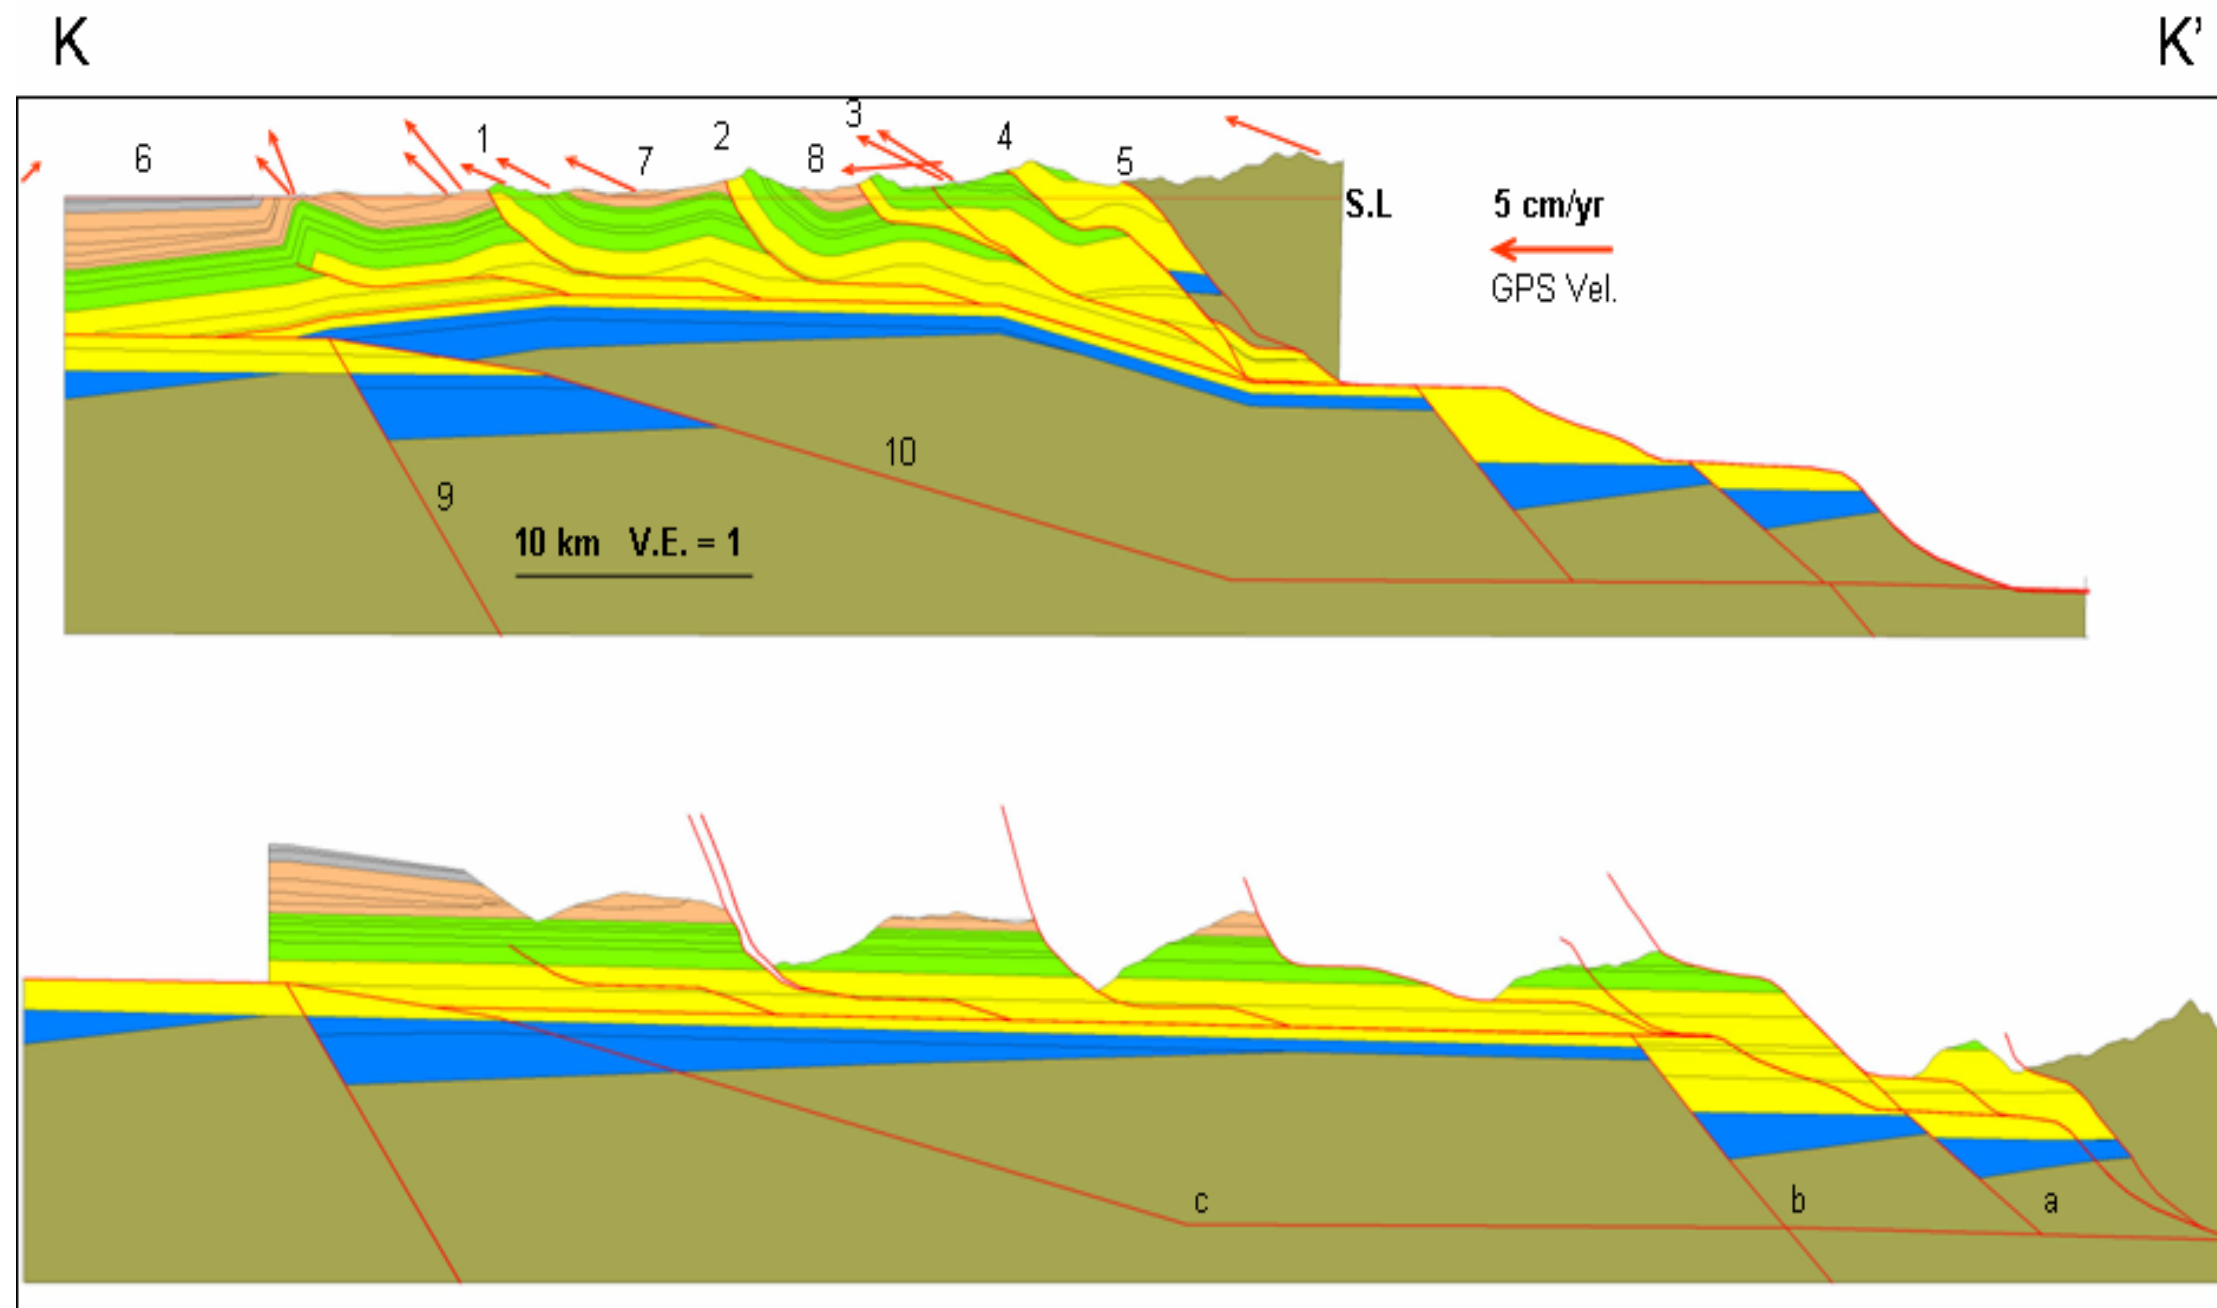 K K’
3
1 2 4
6 7 8 5
S.L 5 cm/yr
GPS Vel.
10
9
10 km V.E. = 1
c b a